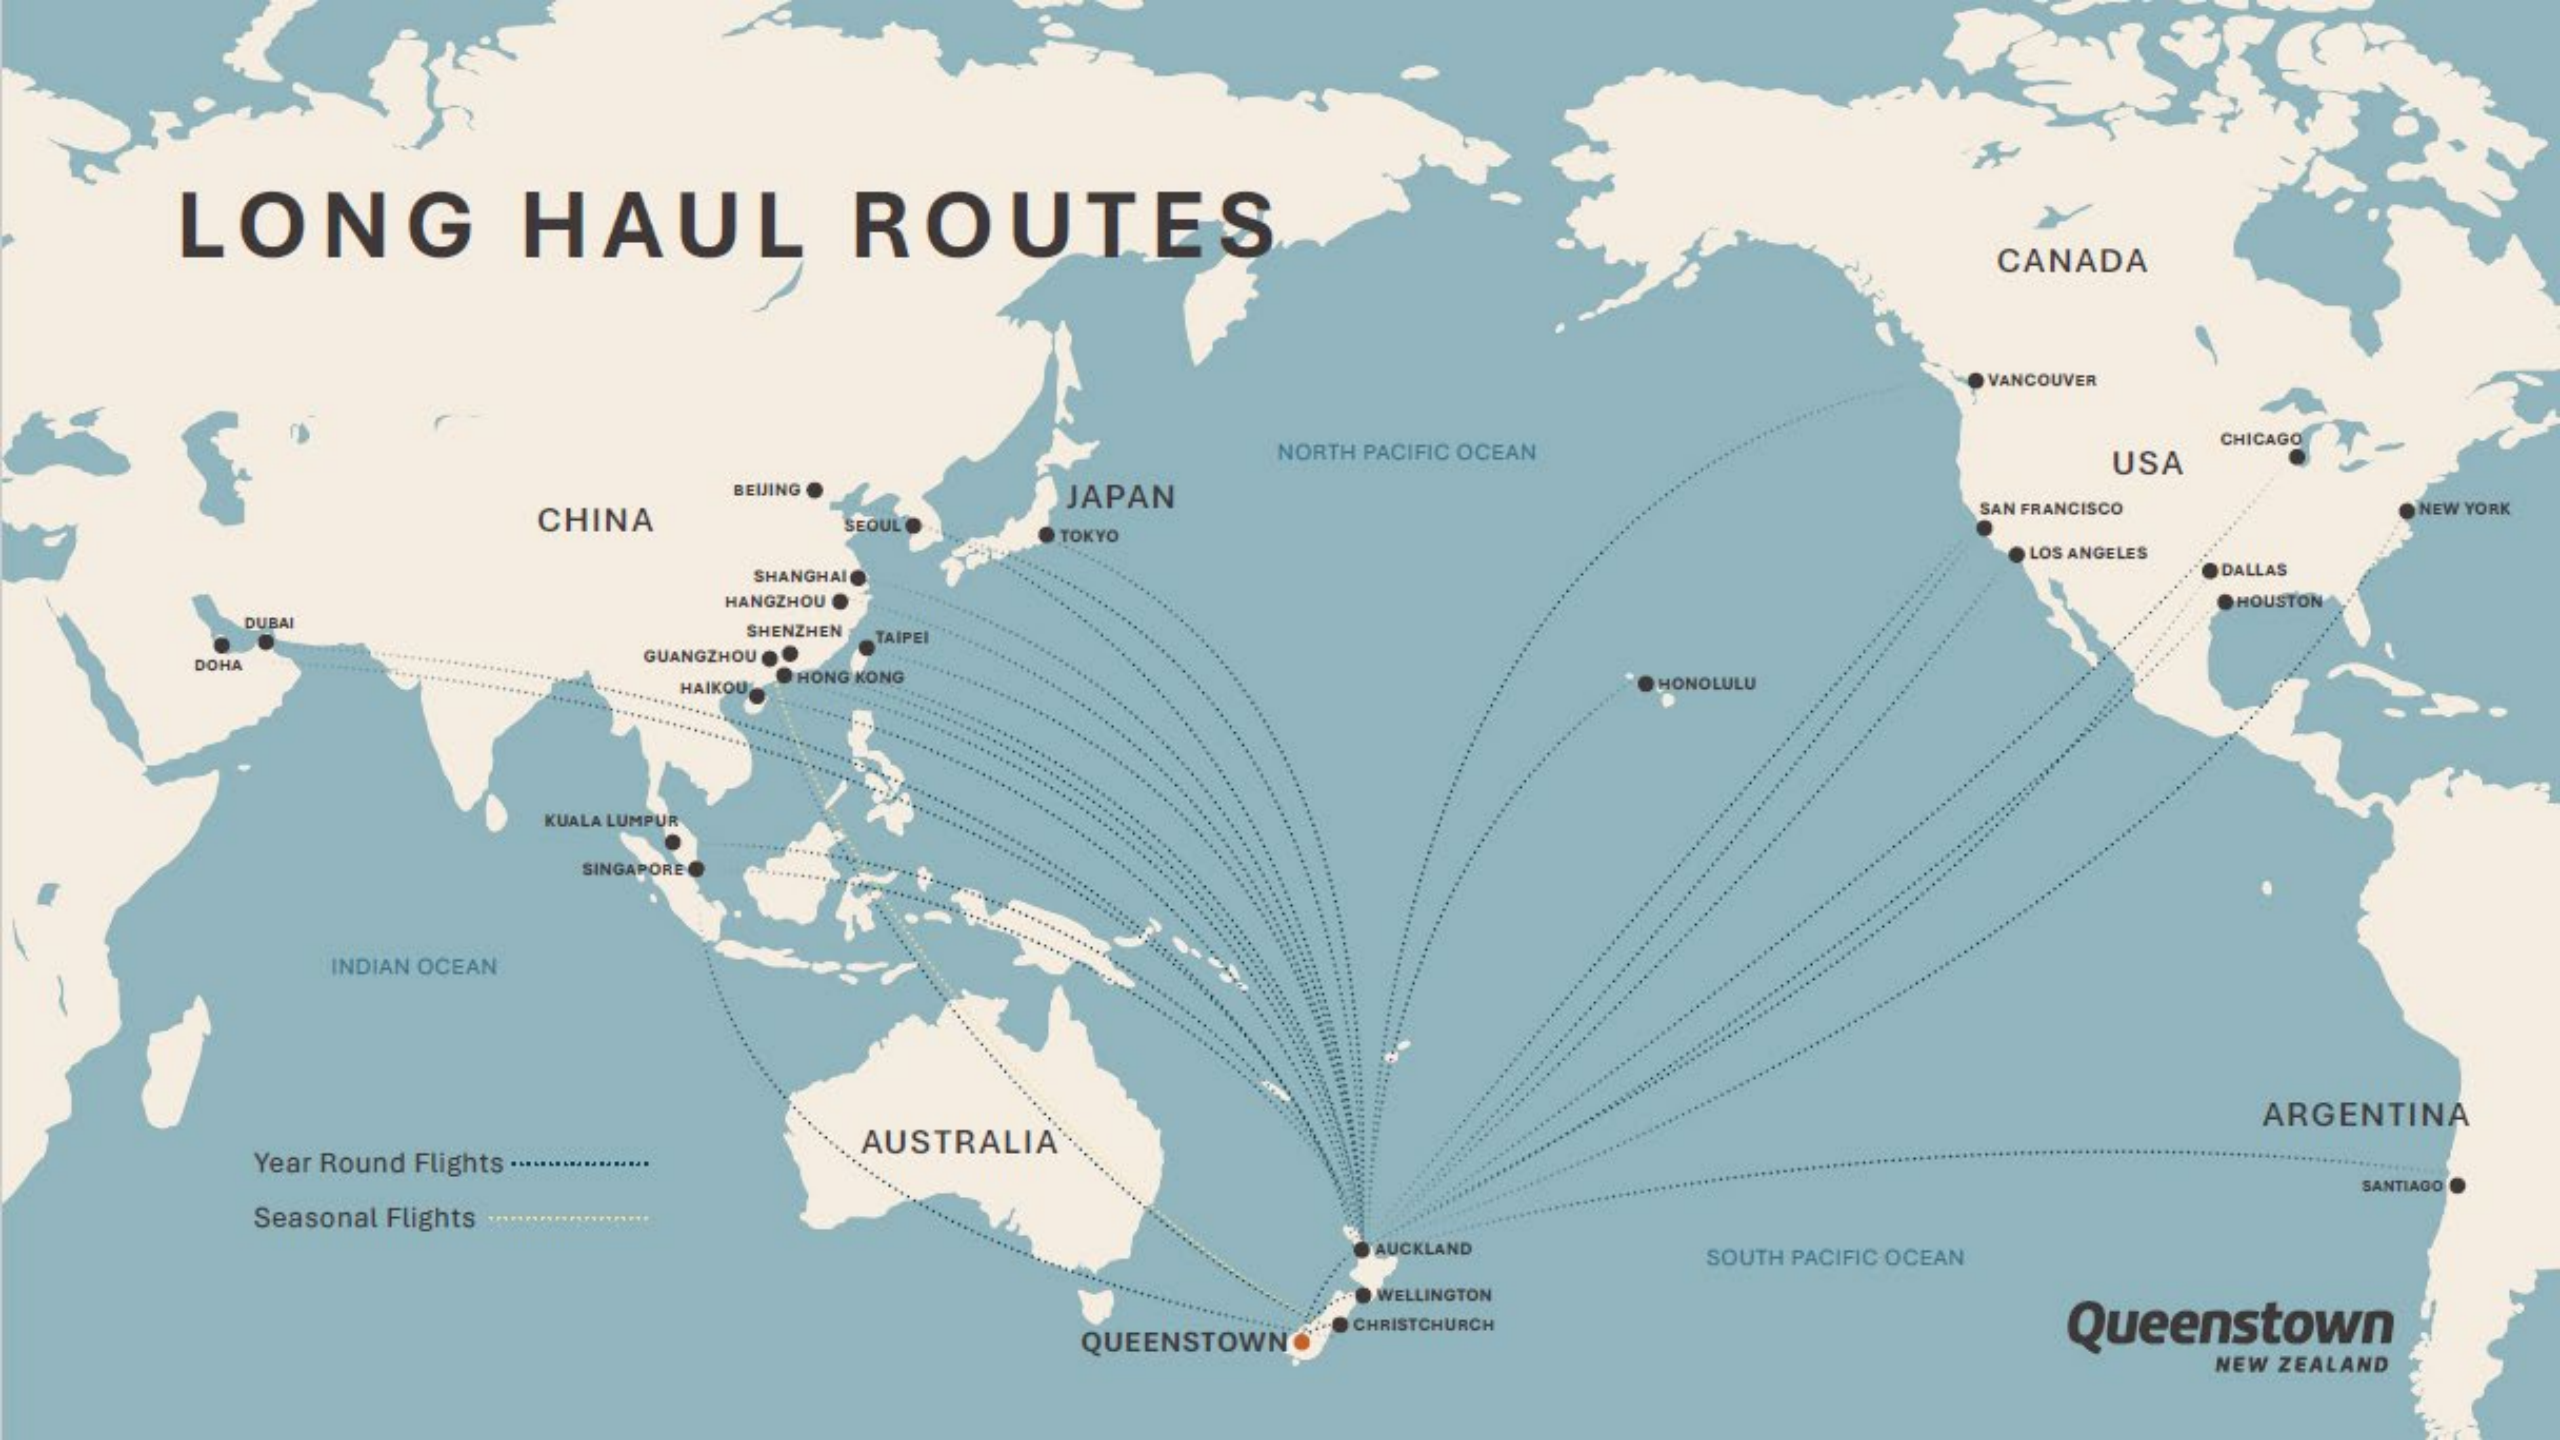 LONG HAUL ROUTES
CANADA
VANCOUVER
NORTH PACIFIC OCEAN
CHICAGO
USA
BEIJING
JAPAN
CHINA
SEOUL
TOKYO
SAN FRANCISCO
NEW YORK
LOS ANGELES
SHANGHAI
DALLAS
HANGZHOU
HOUSTON
DUBAI
SHENZHEN
TAIPEI
GUANGZHOU
DOHA
HONG KONG
HAIKOU
HONOLULU
KUALA LUMPUR
SINGAPORE
INDIAN OCEAN
ARGENTINA
AUSTRALIA
Year Round Flights
SANTIAGO
Seasonal Flights
AUCKLAND
SOUTH PACIFIC OCEAN
WELLINGTON
CHRISTCHURCH
QUEENSTOWN
Queenstown
NEW ZEALAND